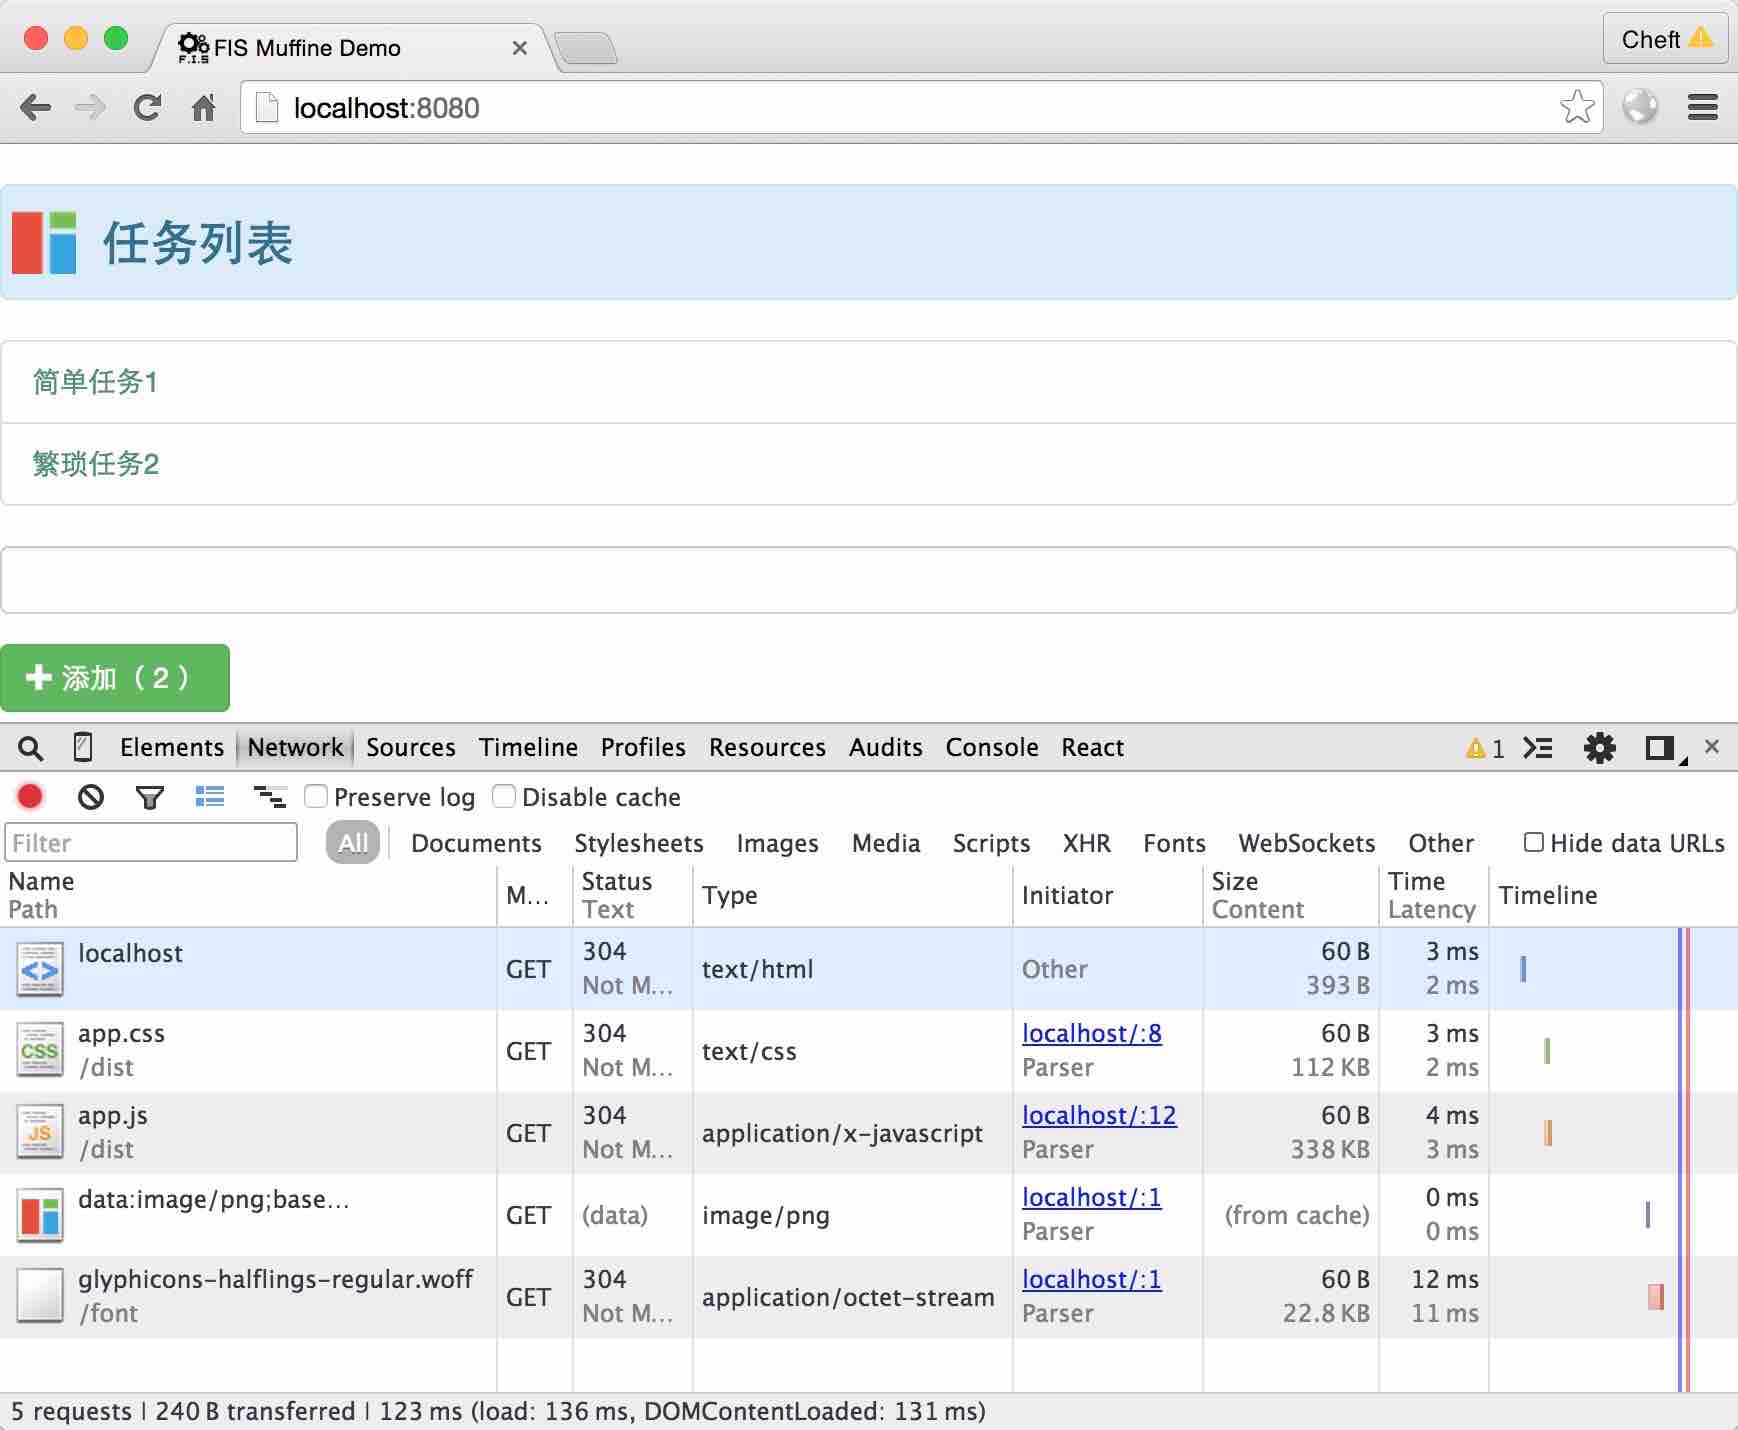 F.I.S FIS Muffine Demo
Cheft
localhost:8080
任务列表
简单任务1
繁琐任务2
添加（2）
Elements Network Sources Timeline Profiles Resources Audits Console React 1
Preserve log Disable cache
Filter All Documents Stylesheets Images Media Scripts XHR Fonts WebSockets Other Hide data URLs
Name M... Status Type Initiator Size Time Timeline
Path Text Content Latency
localhost GET 304 text/html Other 60 B 3 ms
Not M... 393 B 2 ms
CSS app.css GET 304 text/css localhost/:8 60 B 3 ms
/dist Not M... Parser 112 KB 2 ms
JS app.js GET 304 application/x-javascript localhost/:12 60 B 4 ms
/dist Not M... Parser 338 KB 3 ms
data:image/png;base... GET (data) image/png localhost/:1 (from cache) 0 ms
Parser 0 ms
glyphicons-halflings-regular.woff GET 304 application/octet-stream localhost/:1 60 B 12 ms
/font Not M... Parser 22.8 KB 11 ms
5 requests | 240 B transferred | 123 ms (load: 136 ms, DOMContentLoaded: 131 ms)